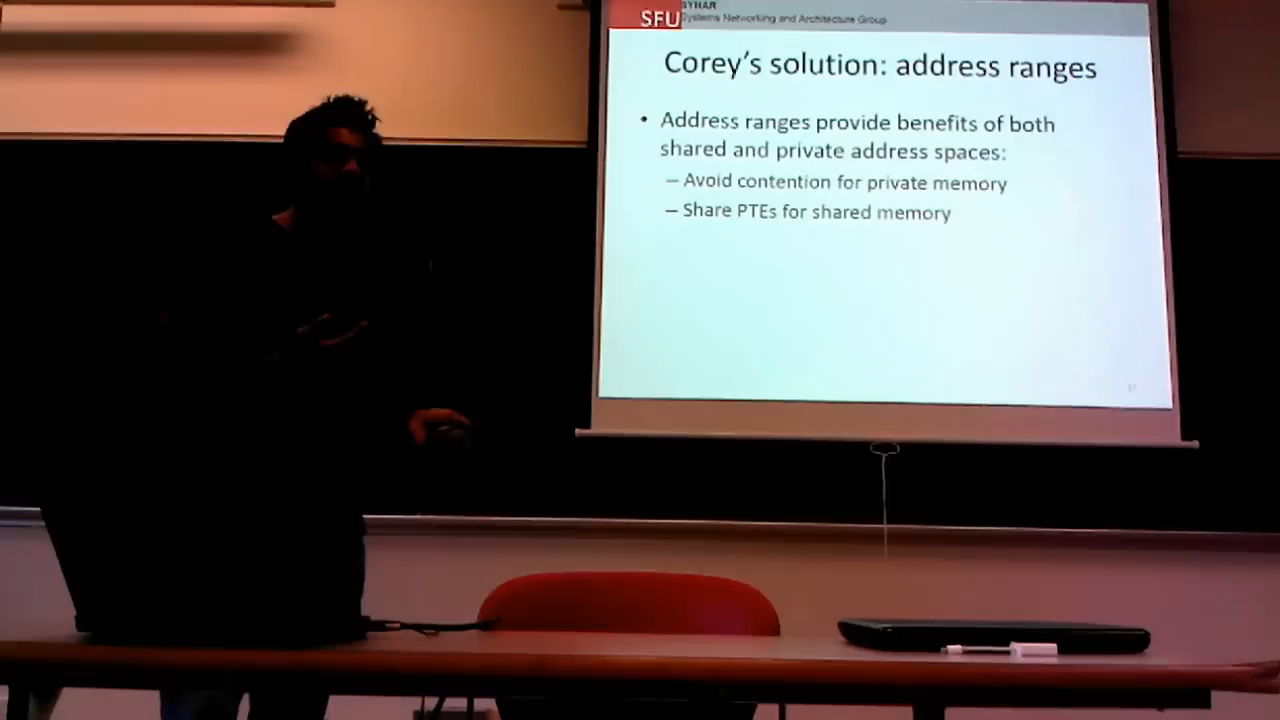 SFU
SYNAR
Systems Networking and Architecture Group
Corey's solution: address ranges
• Address ranges provide benefits of both
shared and private address spaces:
– Avoid contention for private memory
– Share PTEs for shared memory